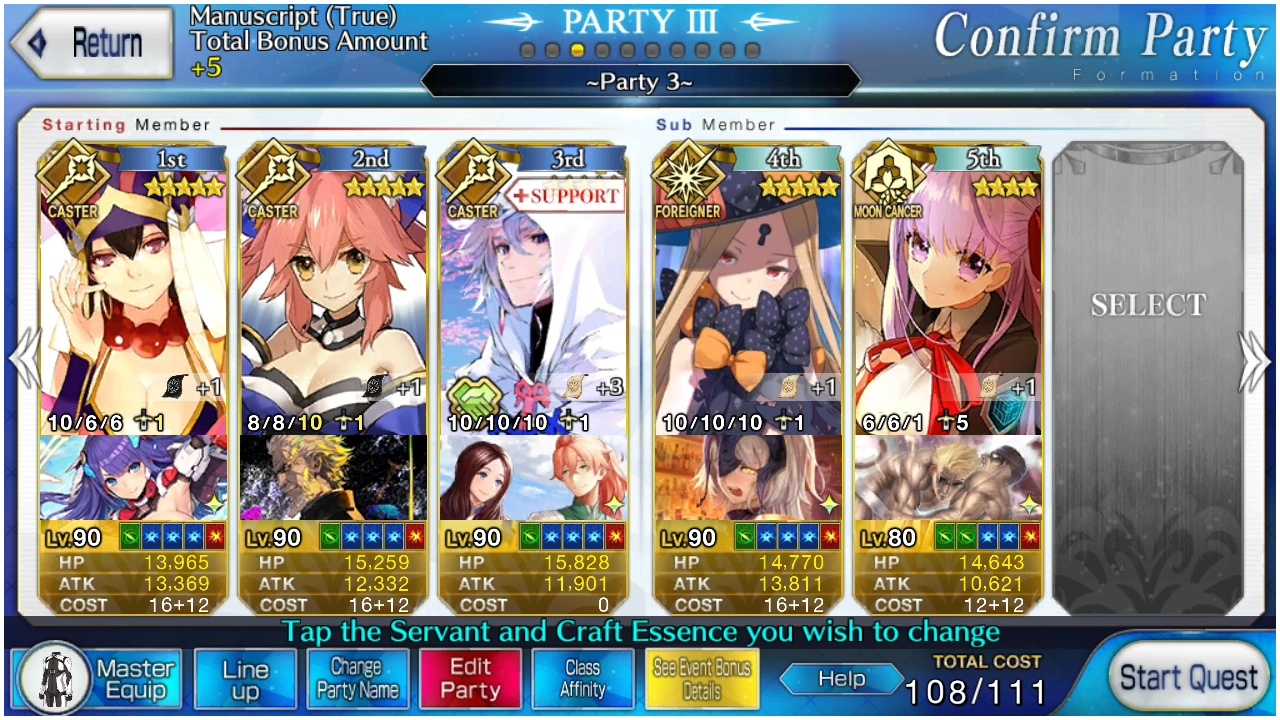 Return
Manuscript (True)
Total Bonus Amount
+5
PARTY III
~Party 3~
Confirm Party
Formation
Starting Member
Sub Member
1st
CASTER
+1
10/6/6 1
Lv.90
HP 13,965
ATK 13,369
COST 16+12
2nd
CASTER
+1
8/8/10 1
Lv.90
HP 15,259
ATK 12,332
COST 16+12
3rd
+SUPPORT
CASTER
+3
10/10/10 1
Lv.90
HP 15,828
ATK 11,901
COST 0
4th
FOREIGNER
+1
10/10/10 1
Lv.90
HP 14,770
ATK 13,811
COST 16+12
5th
MOON CANCER
+1
6/6/1 5
Lv.80
HP 14,643
ATK 10,621
COST 12+12
SELECT
Tap the Servant and Craft Essence you wish to change
Master
Equip
Line
up
Change
Party Name
Edit
Party
Class
Affinity
See Event Bonus
Details
Help
TOTAL COST
108/111
Start Quest